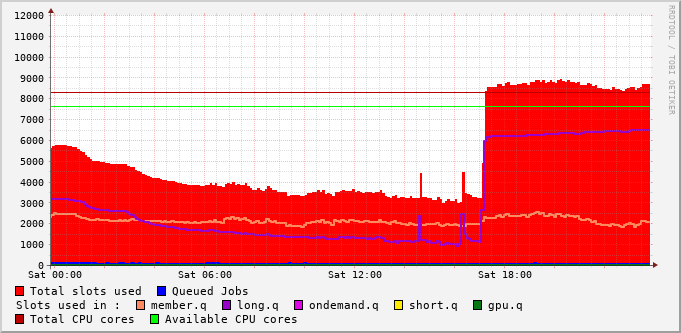 12000
11000
10000
9000
8000
7000
6000
5000
4000
3000
2000
1000
0
Sat 00:00 Sat 06:00 Sat 12:00 Sat 18:00
RRDTOOL / TOBI OETIKER
Total slots used Queued Jobs
Slots used in : member.q long.q ondemand.q short.q gpu.q
Total CPU cores Available CPU cores